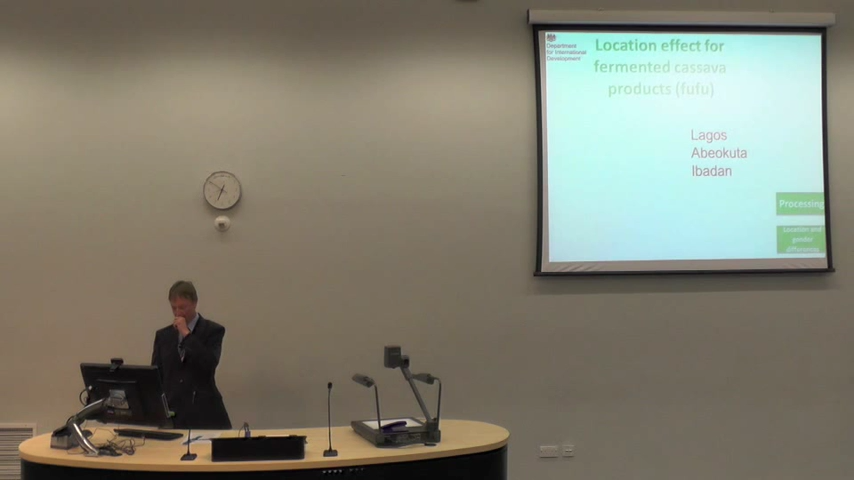 Department
for International
Development
Location effect for
fermented cassava
products (fufu)
Lagos
Abeokuta
Ibadan
Processing
Location and
gender
differences